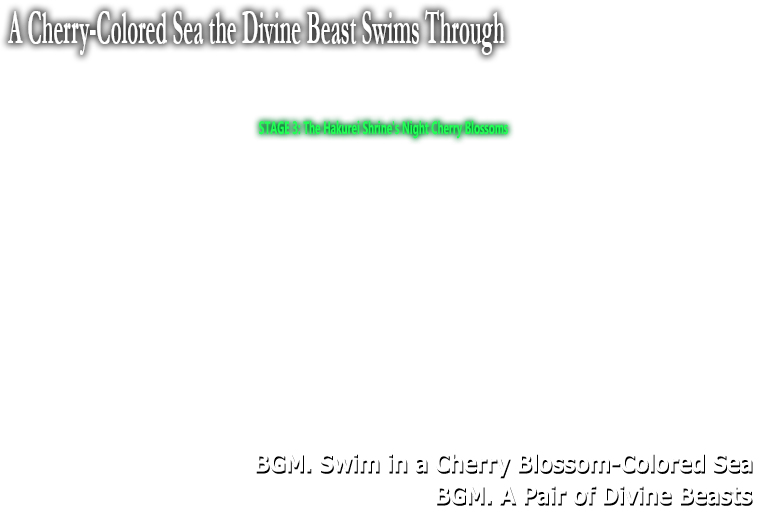 A Cherry-Colored Sea the Divine Beast Swims Through
STAGE 3 The Hakurei Shrine's Night Cherry Blossoms
BGM. Swim in a Cherry Blossom-Colored Sea
BGM. A Pair of Divine Beasts